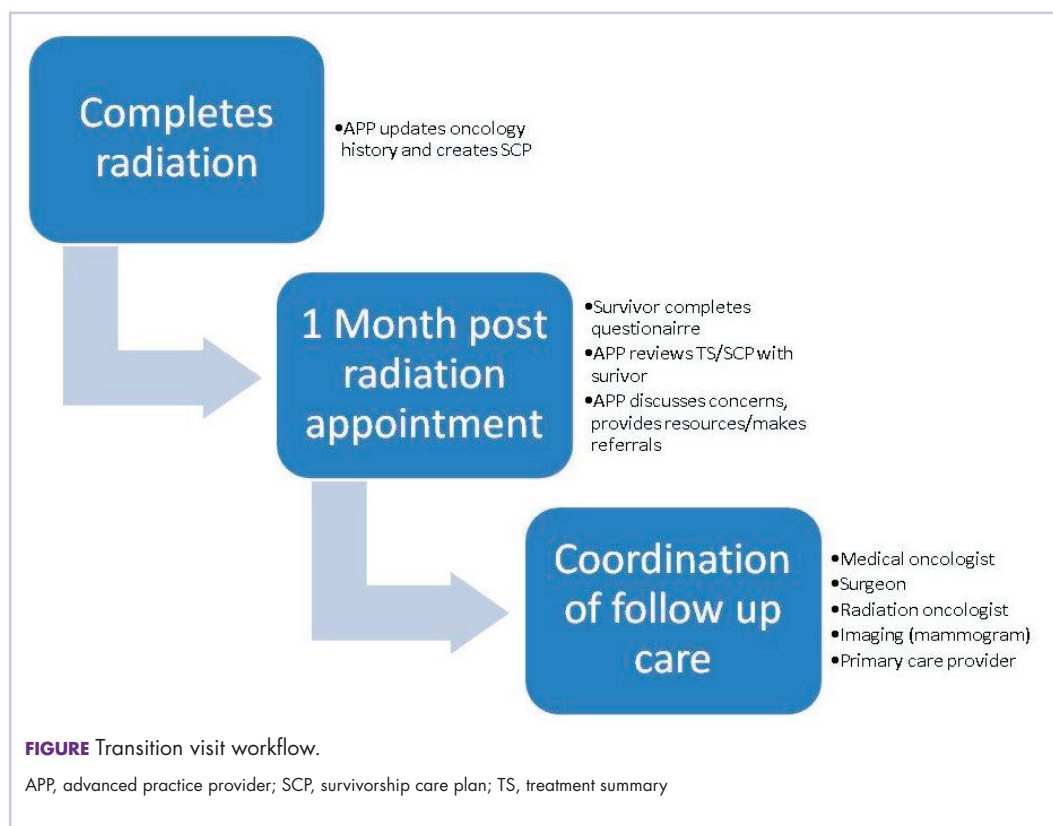 Completes
radiation
•APP updates oncology
history and creates SCP
1 Month post
radiation
appointment
•Survivor completes
questionairre
•APP reviews TS/SCP with
surivor
•APP discusses concerns,
provides resources/makes
referrals
Coordination
of follow up
care
•Medical oncologist
•Surgeon
•Radiation oncologist
•Imaging (mammogram)
•Primary care provider
FIGURE Transition visit workflow.
APP, advanced practice provider; SCP, survivorship care plan; TS, treatment summary